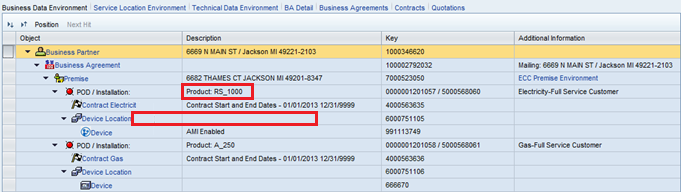 Business Data Environment Service Location Environment Technical Data Environment BA Detail Business Agreements Contracts Quotations
Position Next Hit
Object Description Key Additional Information
Business Partner 6669 N MAIN ST / Jackson MI 49221-2103 1000346620
Business Agreement 100002792032 Mailing: 6669 N MAIN ST / Jackson MI 49221-2103
Premise 6682 THAMES CT JACKSON MI 49201-8347 7000523050 ECC Premise Environment
POD / Installation: Product: RS_1000 0000001201057 / 5000568061 Electricity-Full Service Customer
Contract Electricit Contract Start and End Dates - 01/01/2013 12/31/9999 4000563635
Device Location 6000751105
Device AMI Enabled 991113749
POD / Installation: Product: A_250 0000001201058 / 5000568060 Gas-Full Service Customer
Contract Gas Contract Start and End Dates - 01/01/2013 12/31/9999 4000563636
Device Location 6000751106
Device 666670